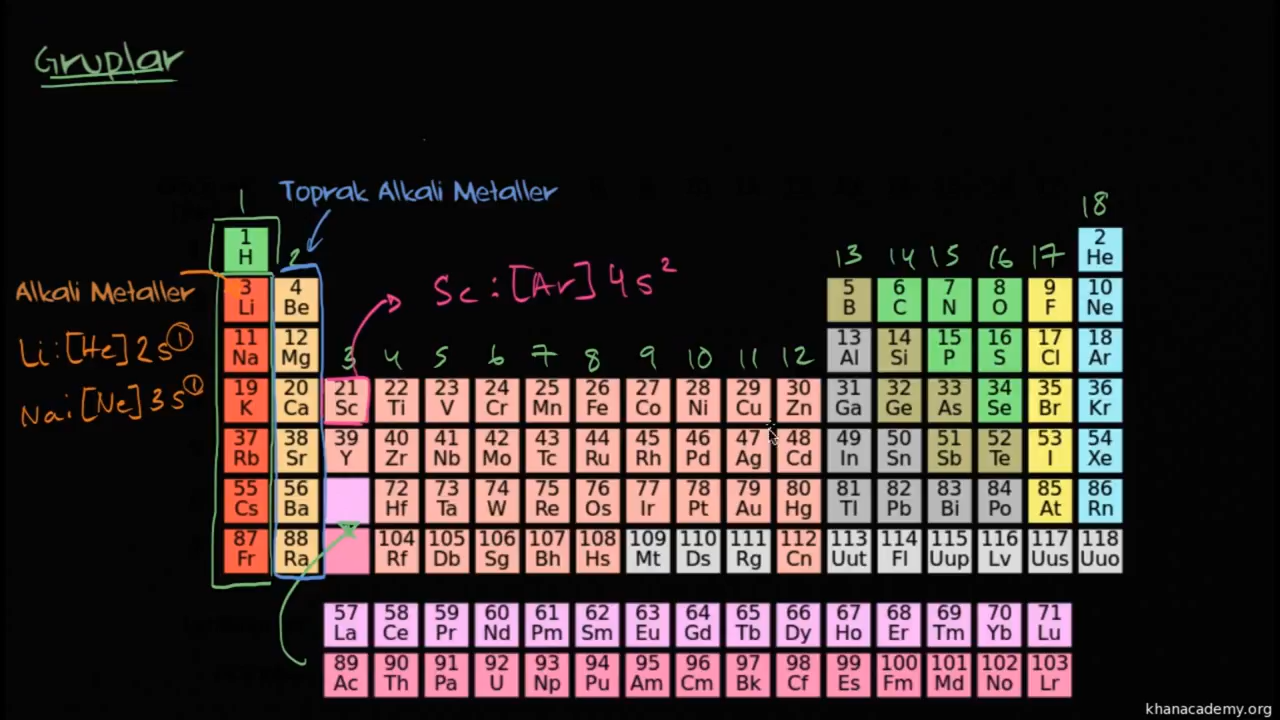 Gruplar
1 Toprak Alkali Metaller 18
1 H 2 2 He
13 14 15 16 17
Alkali Metaller
3 Li 4 Be 5 B 6 C 7 N 8 O 9 F 10 Ne
Sc: [Ar] 4s²
Li: [He] 2s①
11 Na 12 Mg 13 Al 14 Si 15 P 16 S 17 Cl 18 Ar
3 4 5 6 7 8 9 10 11 12
Na: [Ne] 3s①
19 K 20 Ca 21 Sc 22 Ti 23 V 24 Cr 25 Mn 26 Fe 27 Co 28 Ni 29 Cu 30 Zn 31 Ga 32 Ge 33 As 34 Se 35 Br 36 Kr
37 Rb 38 Sr 39 Y 40 Zr 41 Nb 42 Mo 43 Tc 44 Ru 45 Rh 46 Pd 47 Ag 48 Cd 49 In 50 Sn 51 Sb 52 Te 53 I 54 Xe
55 Cs 56 Ba 72 Hf 73 Ta 74 W 75 Re 76 Os 77 Ir 78 Pt 79 Au 80 Hg 81 Tl 82 Pb 83 Bi 84 Po 85 At 86 Rn
87 Fr 88 Ra 104 Rf 105 Db 106 Sg 107 Bh 108 Hs 109 Mt 110 Ds 111 Rg 112 Cn 113 Uut 114 Fl 115 Uup 116 Lv 117 Uus 118 Uuo
57 La 58 Ce 59 Pr 60 Nd 61 Pm 62 Sm 63 Eu 64 Gd 65 Tb 66 Dy 67 Ho 68 Er 69 Tm 70 Yb 71 Lu
89 Ac 90 Th 91 Pa 92 U 93 Np 94 Pu 95 Am 96 Cm 97 Bk 98 Cf 99 Es 100 Fm 101 Md 102 No 103 Lr
khanacademy.org